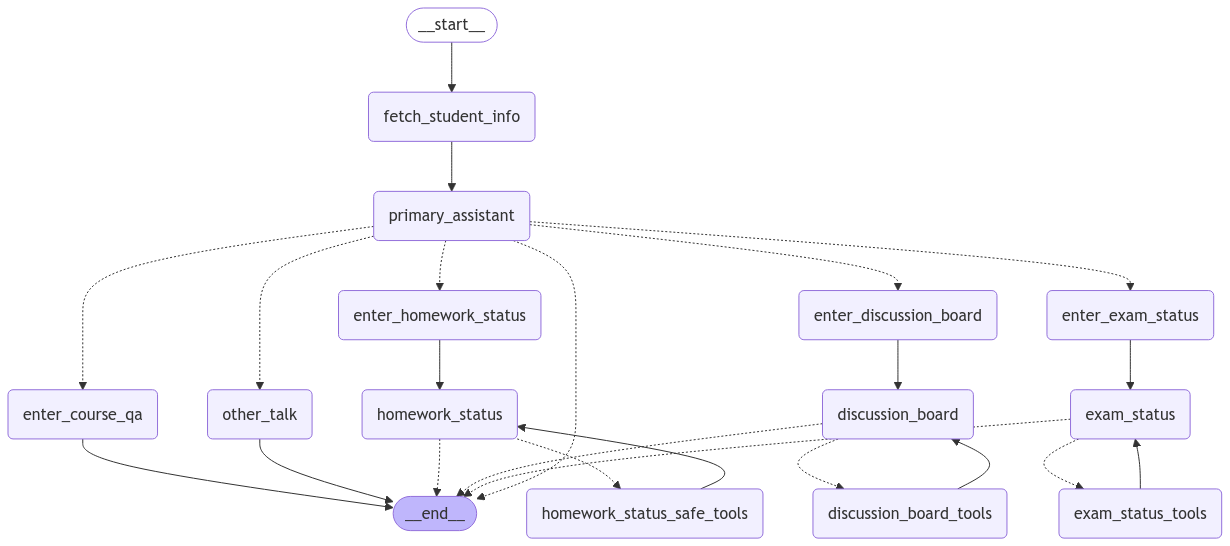 __start__
fetch_student_info
primary_assistant
enter_homework_status
enter_discussion_board
enter_exam_status
enter_course_qa
other_talk
homework_status
discussion_board
exam_status
__end__
homework_status_safe_tools
discussion_board_tools
exam_status_tools